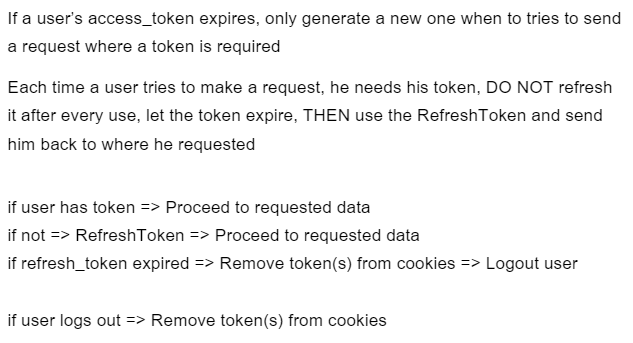 If a user’s access_token expires, only generate a new one when to tries to send
a request where a token is required
Each time a user tries to make a request, he needs his token, DO NOT refresh
it after every use, let the token expire, THEN use the RefreshToken and send
him back to where he requested
if user has token => Proceed to requested data
if not => RefreshToken => Proceed to requested data
if refresh_token expired => Remove token(s) from cookies => Logout user
if user logs out => Remove token(s) from cookies